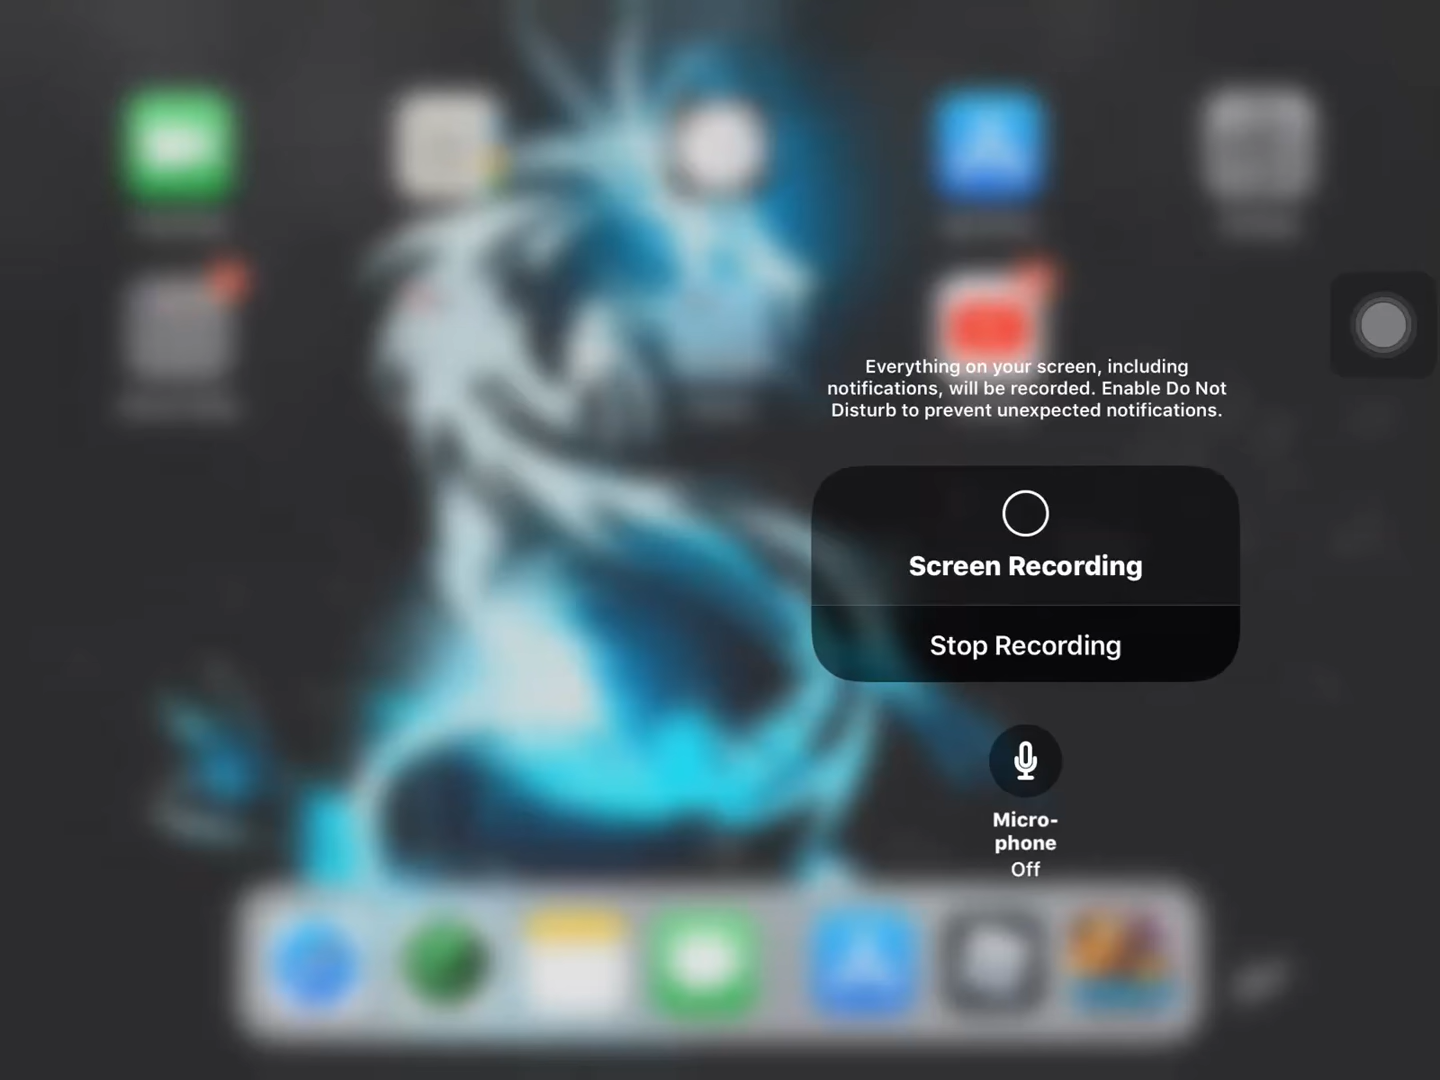 Everything on your screen, including
notifications, will be recorded. Enable Do Not
Disturb to prevent unexpected notifications.
Screen Recording
Stop Recording
Micro-
phone
Off